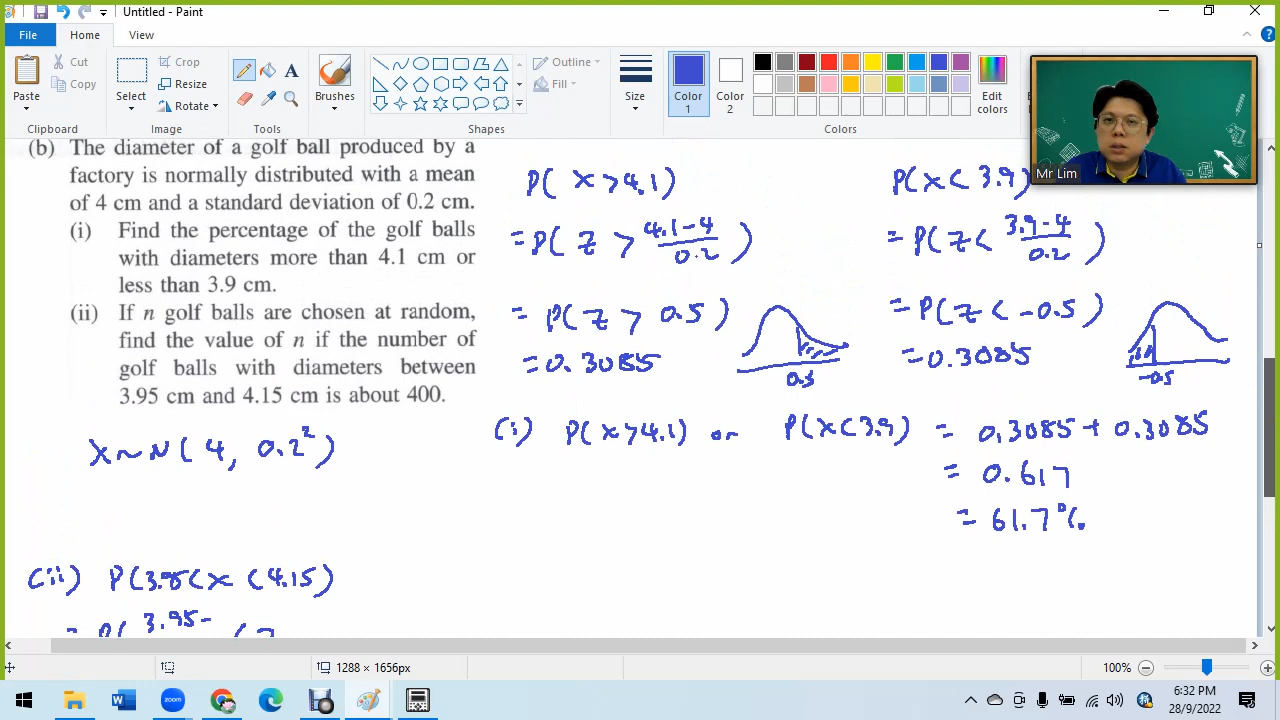 Untitled - Paint
File
Home
View
Paste
Cut
Copy
Clipboard
Select
Crop
Resize
Rotate
Image
Tools
Brushes
Shapes
Outline
Fill
Size
Color 1
Color 2
Edit colors
Colors
Mr Lim
(b) The diameter of a golf ball produced by a
factory is normally distributed with a mean
of 4 cm and a standard deviation of 0.2 cm.
(i) Find the percentage of the golf balls
with diameters more than 4.1 cm or
less than 3.9 cm.
(ii) If n golf balls are chosen at random,
find the value of n if the number of
golf balls with diameters between
3.95 cm and 4.15 cm is about 400.
X ~ N( 4, 0.2² )
P( X > 4.1 )
= P( Z > (4.1 - 4)/0.2 )
= P( Z > 0.5 )
= 0.3085
0.5
P( X < 3.9 )
= P( Z < (3.9 - 4)/0.2 )
= P( Z < -0.5 )
= 0.3085
-0.5
(i) P( X > 4.1 ) or P( X < 3.9 ) = 0.3085 + 0.3085
= 0.617
= 61.7%
(ii) P( 3.95 < X < 4.15 )
= P( 3.95 - < Z
1288 × 1656px
100%
6:32 PM
28/9/2022